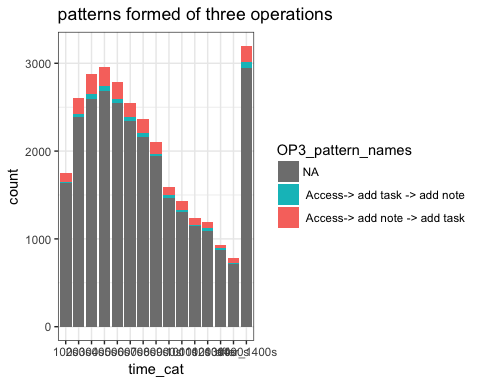 patterns formed of three operations
3000
2000
1000
0
count
time_cat
OP3_pattern_names
NA
Access-> add task -> add note
Access-> add note -> add task